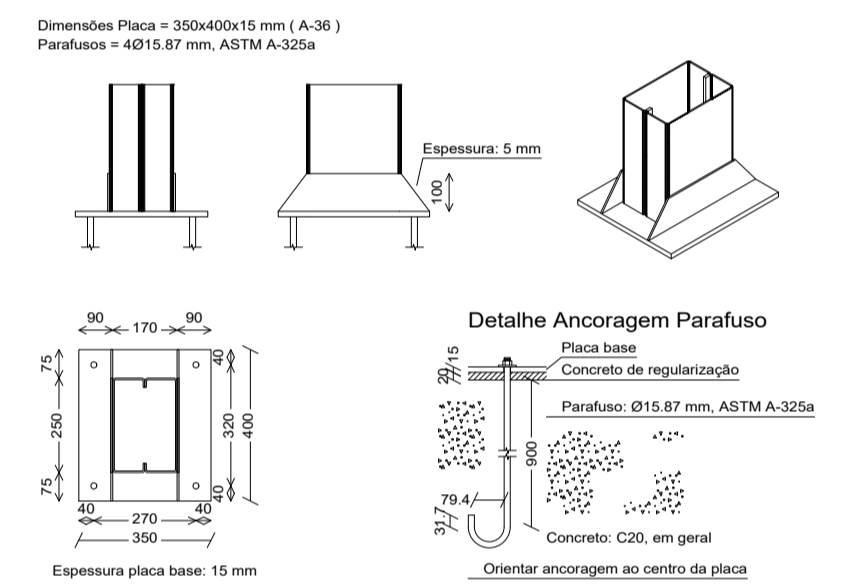 Dimensões Placa = 350x400x15 mm ( A-36 )
Parafusos = 4Ø15.87 mm, ASTM A-325a
Espessura: 5 mm
100
90
170
90
75
250
75
40
320
40
400
40
270
40
350
Espessura placa base: 15 mm
Detalhe Ancoragem Parafuso
Placa base
Concreto de regularização
20
15
Parafuso: Ø15.87 mm, ASTM A-325a
900
79.4
31.7
Concreto: C20, em geral
Orientar ancoragem ao centro da placa